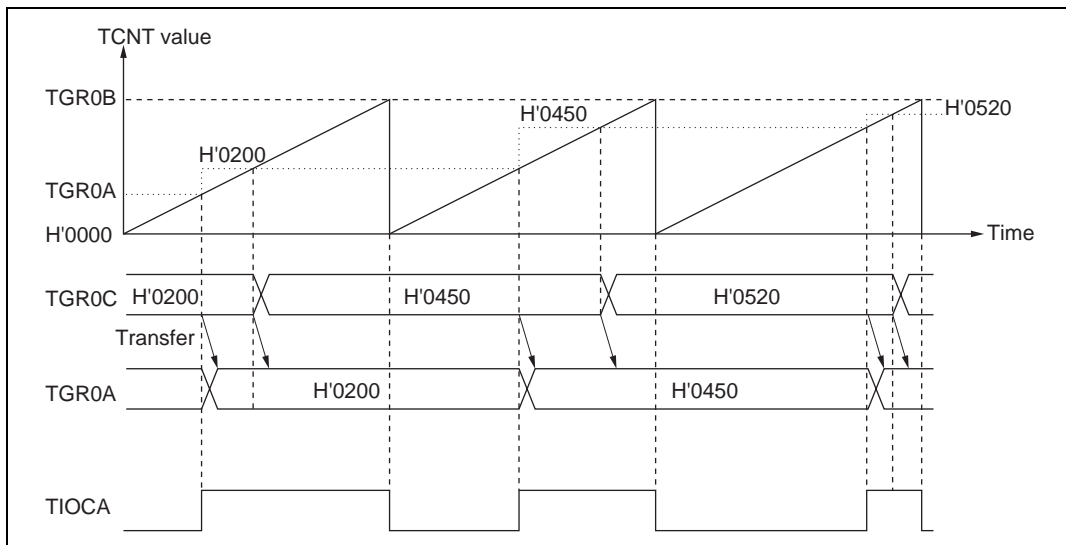 TCNT value
TGR0B
H'0450
H'0520
H'0200
TGR0A
H'0000
Time
TGR0C
H'0200
H'0450
H'0520
Transfer
TGR0A
H'0200
H'0450
TIOCA